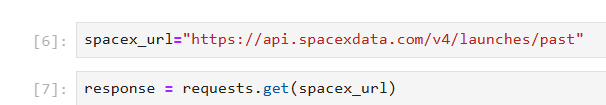 [6]: spacex_url="https://api.spacexdata.com/v4/launches/past"
[7]: response = requests.get(spacex_url)